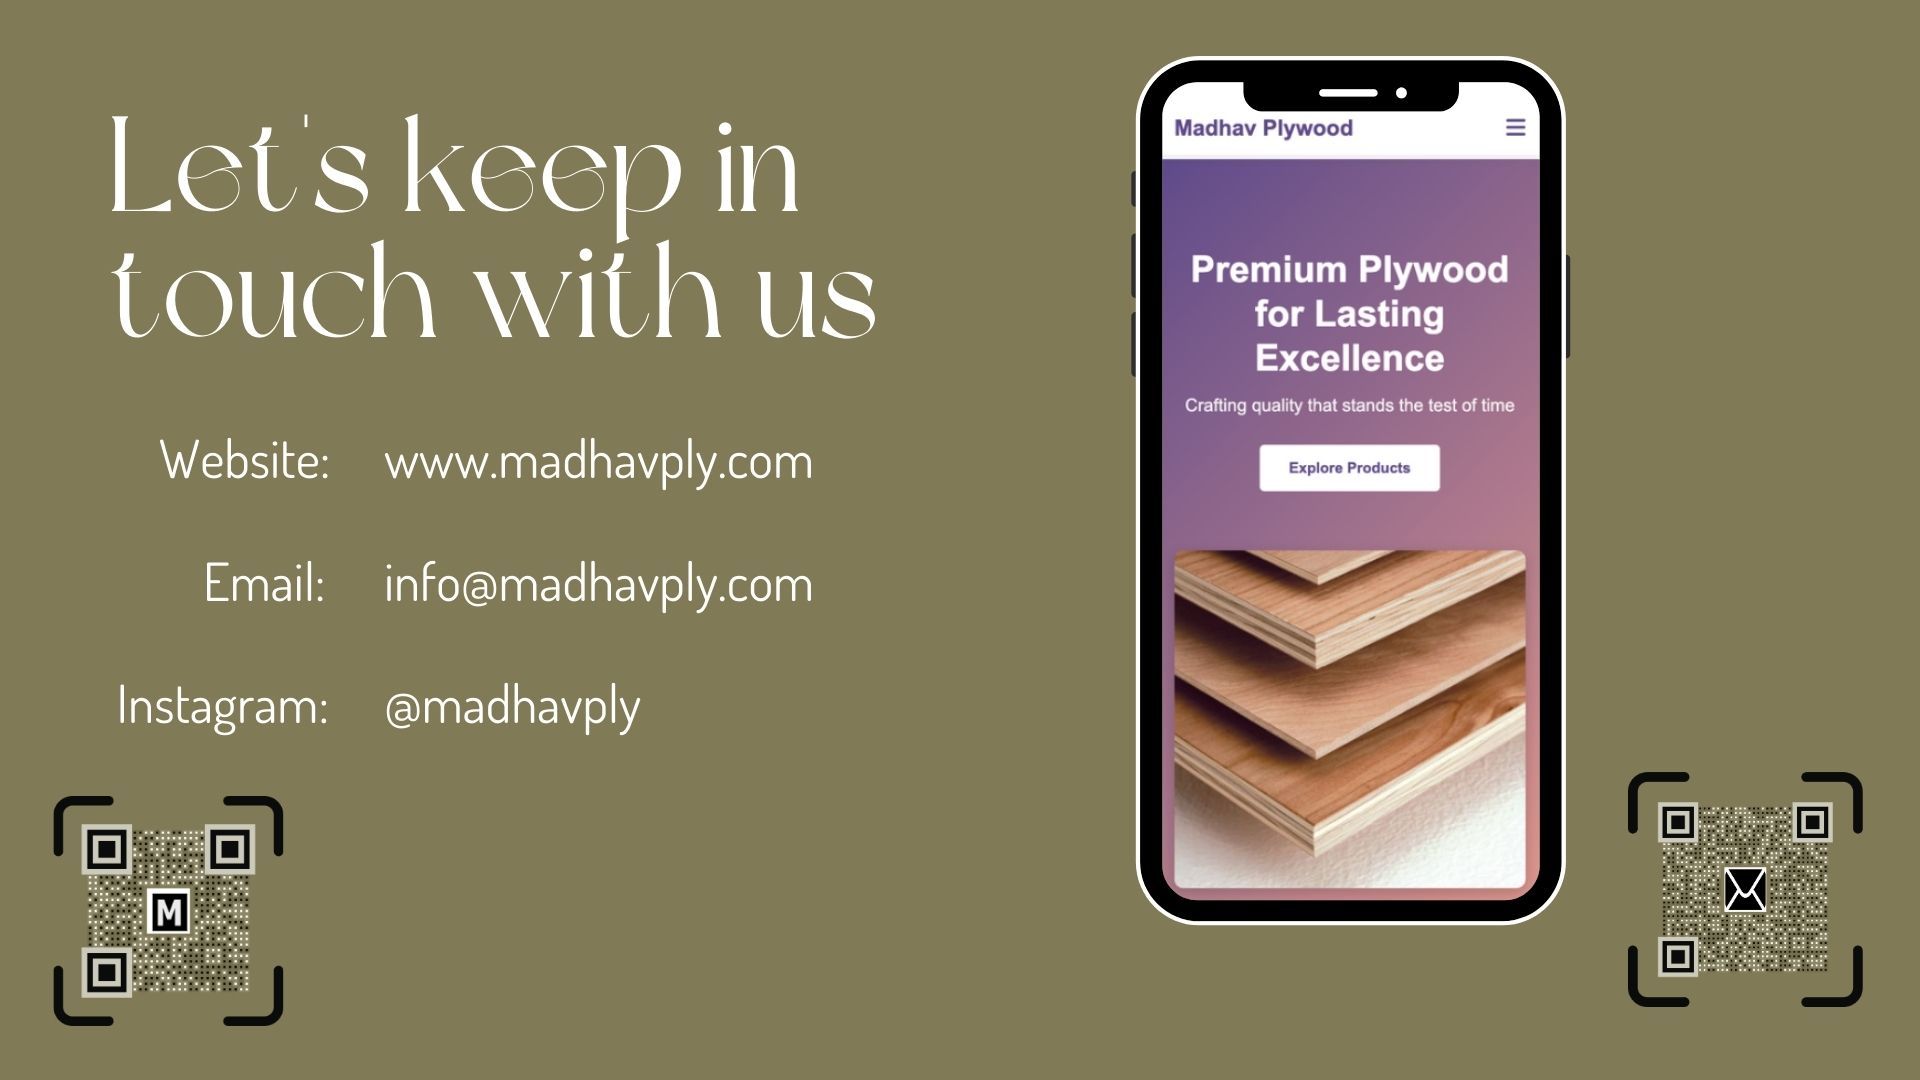 Let's keep in
touch with us
Website: www.madhavply.com
Email: info@madhavply.com
Instagram: @madhavply
M
Madhav Plywood
Premium Plywood
for Lasting
Excellence
Crafting quality that stands the test of time
Explore Products